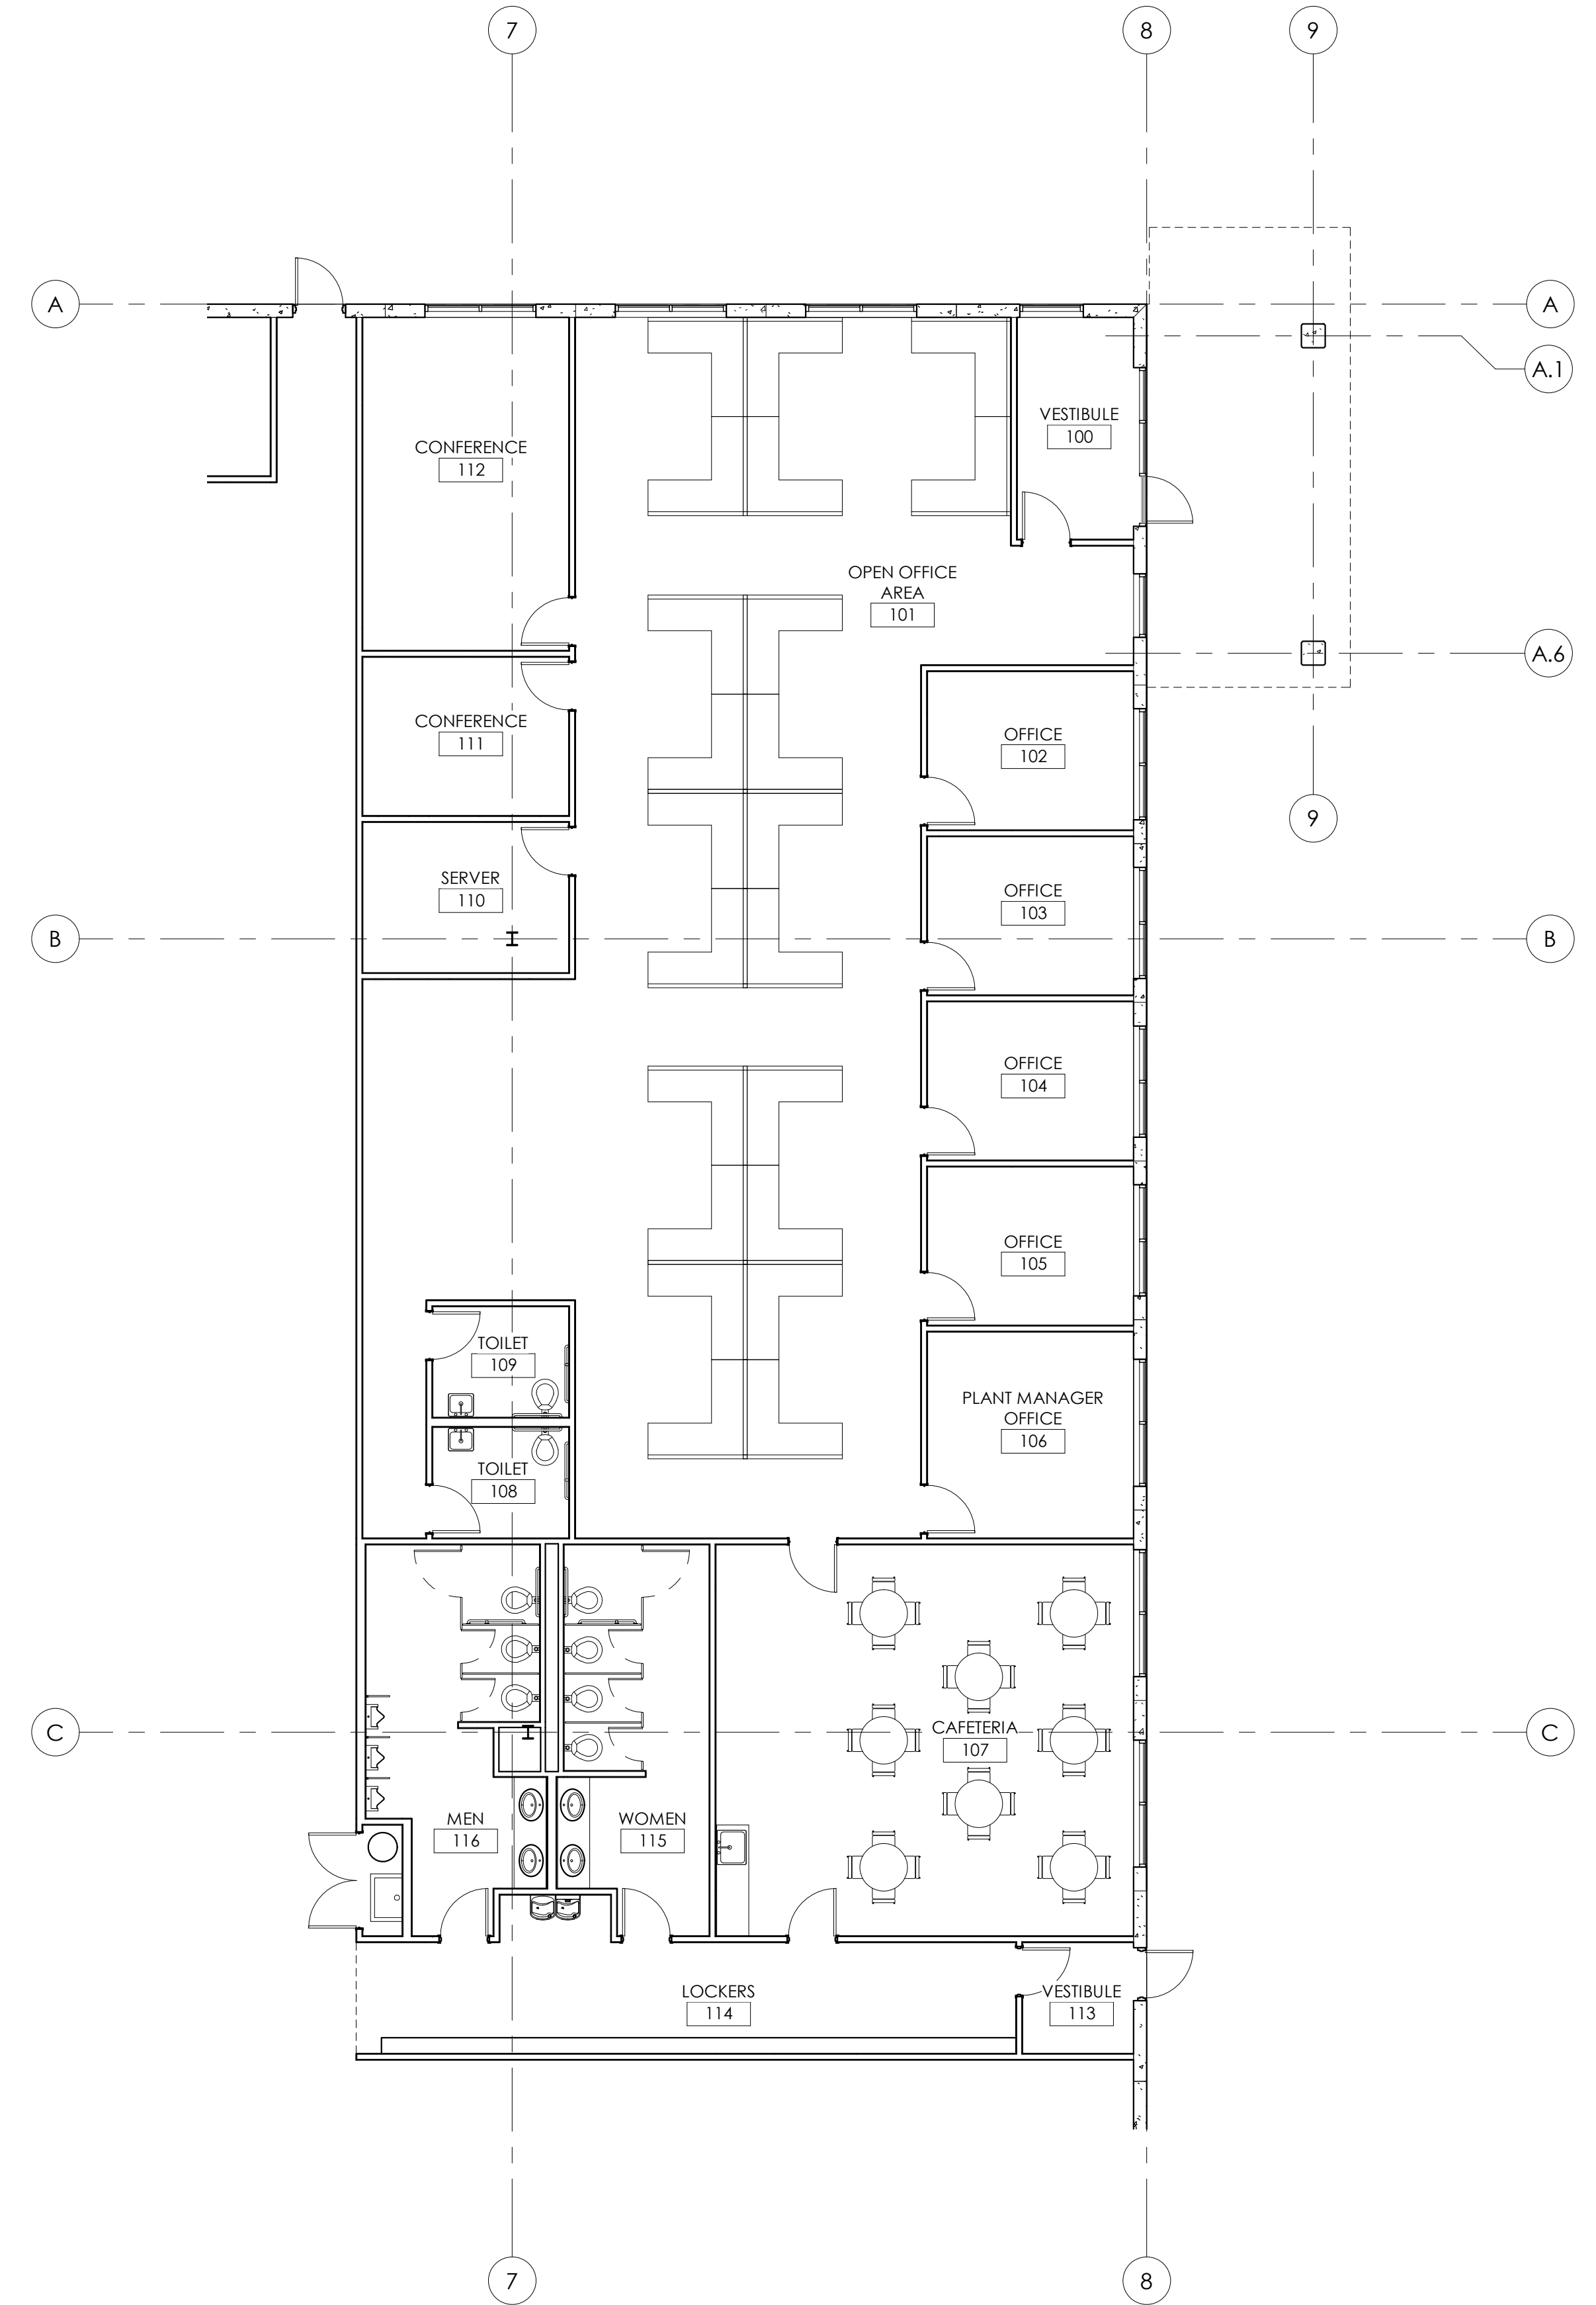 7
8
9
A
A
A.1
VESTIBULE
100
CONFERENCE
112
OPEN OFFICE
AREA
101
A.6
CONFERENCE
111
OFFICE
102
9
SERVER
110
OFFICE
103
B
B
OFFICE
104
OFFICE
105
TOILET
109
PLANT MANAGER
OFFICE
106
TOILET
108
C
CAFETERIA
107
C
MEN
116
WOMEN
115
LOCKERS
114
VESTIBULE
113
7
8